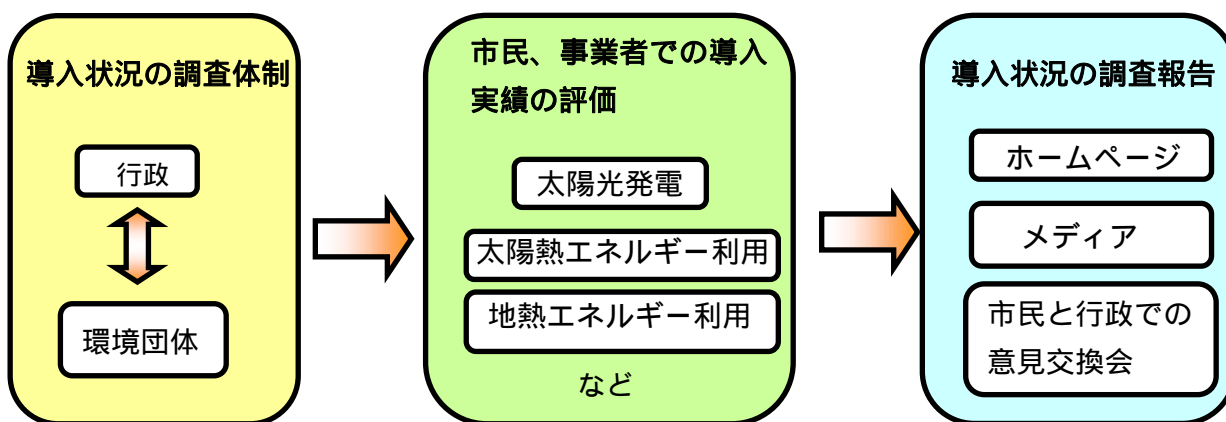 導入状況の調査体制
行政
環境団体
市民、事業者での導入
実績の評価
太陽光発電
太陽熱エネルギー利用
地熱エネルギー利用
など
導入状況の調査報告
ホームページ
メディア
市民と行政での
意見交換会